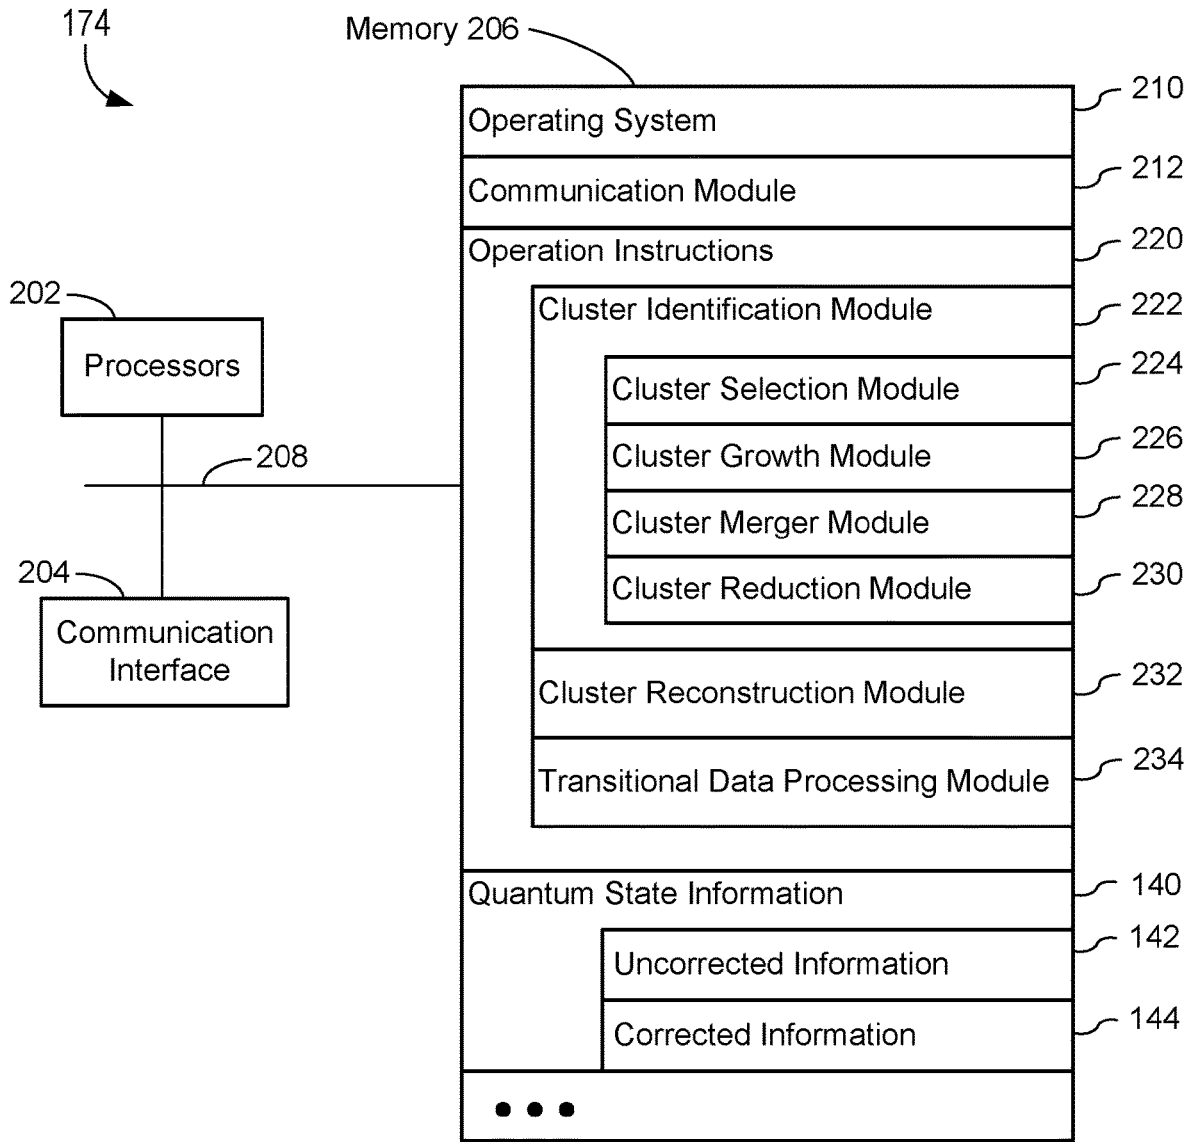 174
Memory 206
210
Operating System
212
Communication Module
220
Operation Instructions
222
Cluster Identification Module
224
Cluster Selection Module
226
Cluster Growth Module
228
Cluster Merger Module
230
Cluster Reduction Module
232
Cluster Reconstruction Module
234
Transitional Data Processing Module
140
Quantum State Information
142
Uncorrected Information
144
Corrected Information
• • •
202
Processors
208
204
Communication
Interface